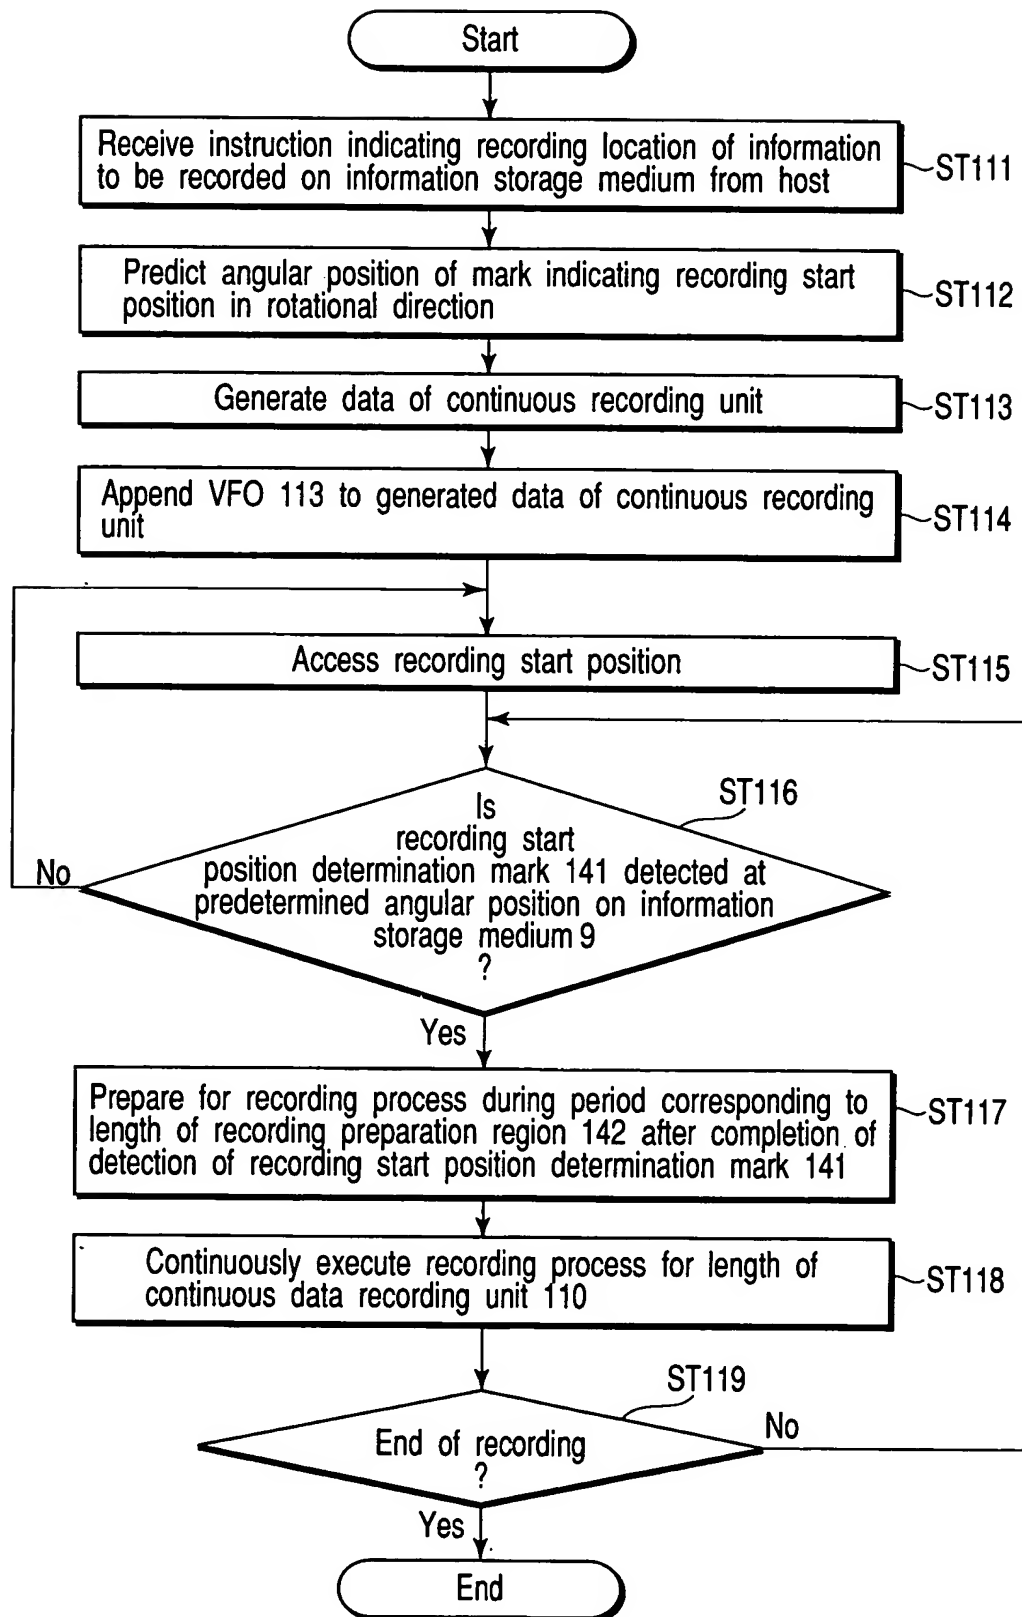 Start
Receive instruction indicating recording location of information
to be recorded on information storage medium from host
ST111
Predict angular position of mark indicating recording start
position in rotational direction
ST112
Generate data of continuous recording unit
ST113
Append VFO 113 to generated data of continuous recording
unit
ST114
Access recording start position
ST115
ST116
Is
recording start
position determination mark 141 detected at
predetermined angular position on information
storage medium 9
?
No
Yes
Prepare for recording process during period corresponding to
length of recording preparation region 142 after completion of
detection of recording start position determination mark 141
ST117
Continuously execute recording process for length of
continuous data recording unit 110
ST118
ST119
End of recording
?
No
Yes
End